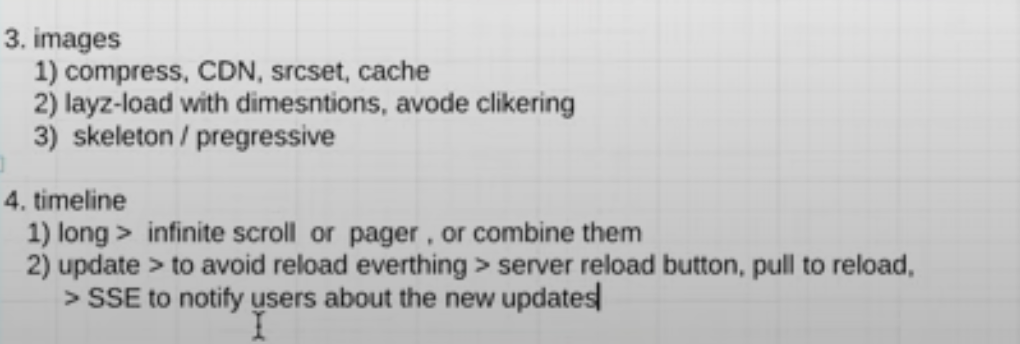 3. images
1) compress, CDN, srcset, cache
2) layz-load with dimesntions, avode clikering
3) skeleton / pregressive
4. timeline
1) long > infinite scroll or pager , or combine them
2) update > to avoid reload everthing > server reload button, pull to reload,
> SSE to notify users about the new updates